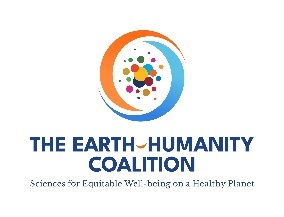 THE EARTH-HUMANITY
COALITION
Sciences for Equitable Well-being on a Healthy Planet